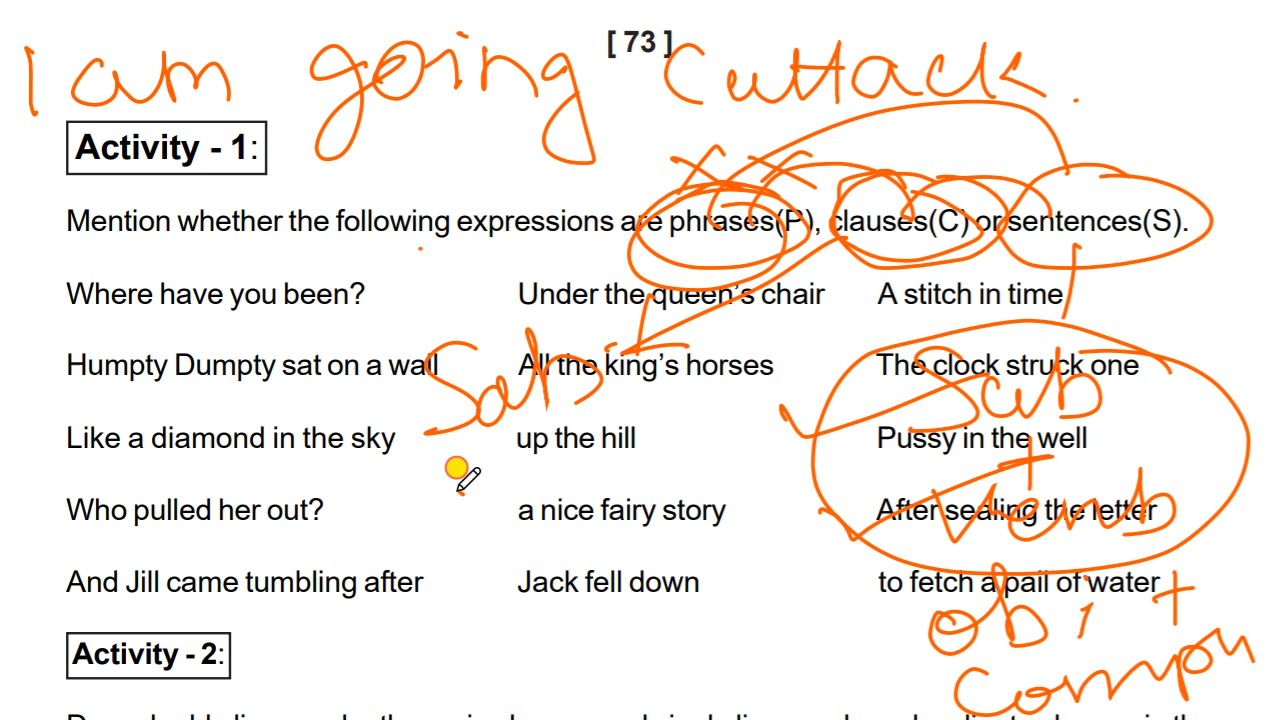 [ 73 ]
I am going Cuttack.
Activity - 1:
Mention whether the following expressions are phrases(P), clauses(C) or sentences(S).
Where have you been? Under the queen's chair A stitch in time
Humpty Dumpty sat on a wall All the king's horses The clock struck one
Sub Sub
Like a diamond in the sky up the hill Pussy in the well
+
Who pulled her out? a nice fairy story After sealing the letter
Verb
And Jill came tumbling after Jack fell down to fetch a pail of water
obj +
Activity - 2: